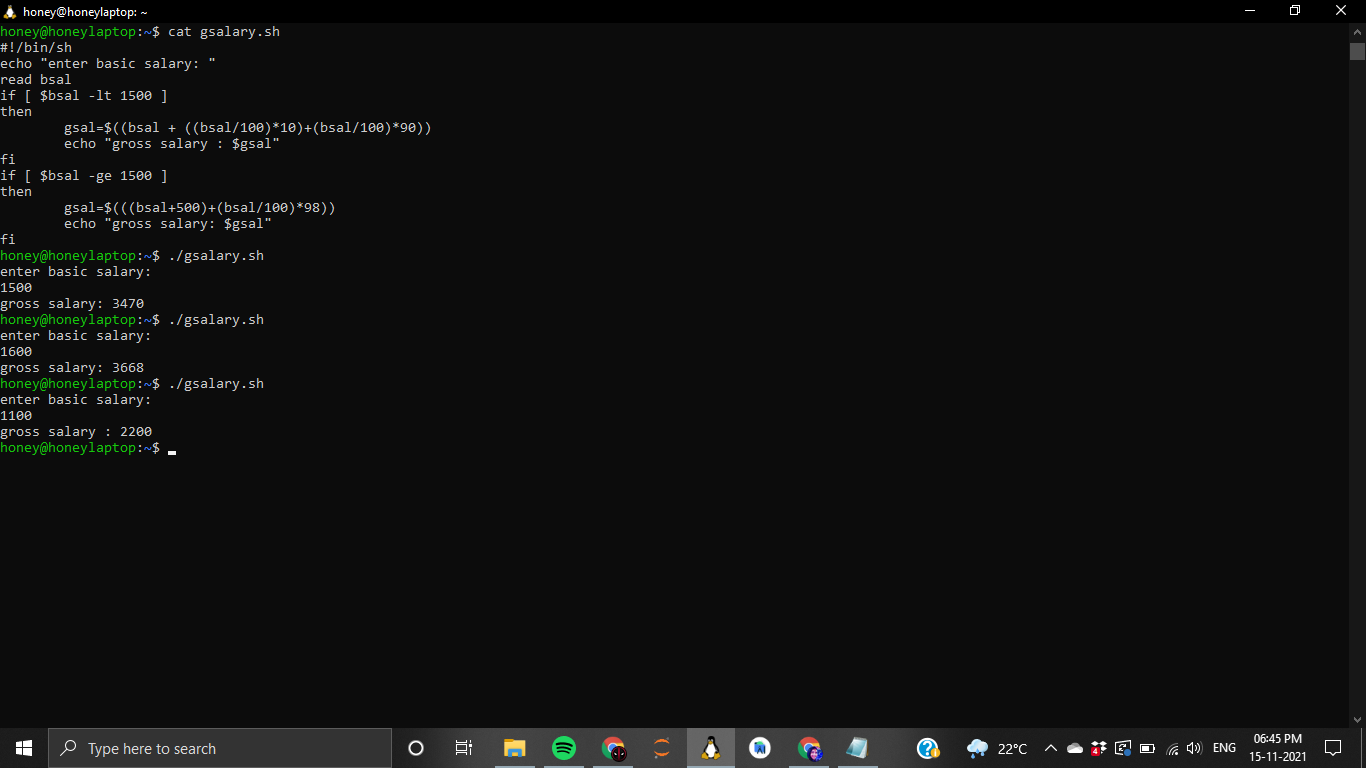 honey@honeylaptop: ~
honey@honeylaptop:~$ cat gsalary.sh
#!/bin/sh
echo "enter basic salary: "
read bsal
if [ $bsal -lt 1500 ]
then
        gsal=$((bsal + ((bsal/100)*10)+(bsal/100)*90))
        echo "gross salary : $gsal"
fi
if [ $bsal -ge 1500 ]
then
        gsal=$(((bsal+500)+(bsal/100)*98))
        echo "gross salary: $gsal"
fi
honey@honeylaptop:~$ ./gsalary.sh
enter basic salary:
1500
gross salary: 3470
honey@honeylaptop:~$ ./gsalary.sh
enter basic salary:
1600
gross salary: 3668
honey@honeylaptop:~$ ./gsalary.sh
enter basic salary:
1100
gross salary : 2200
honey@honeylaptop:~$
Type here to search
22°C
4
ENG
06:45 PM
15-11-2021